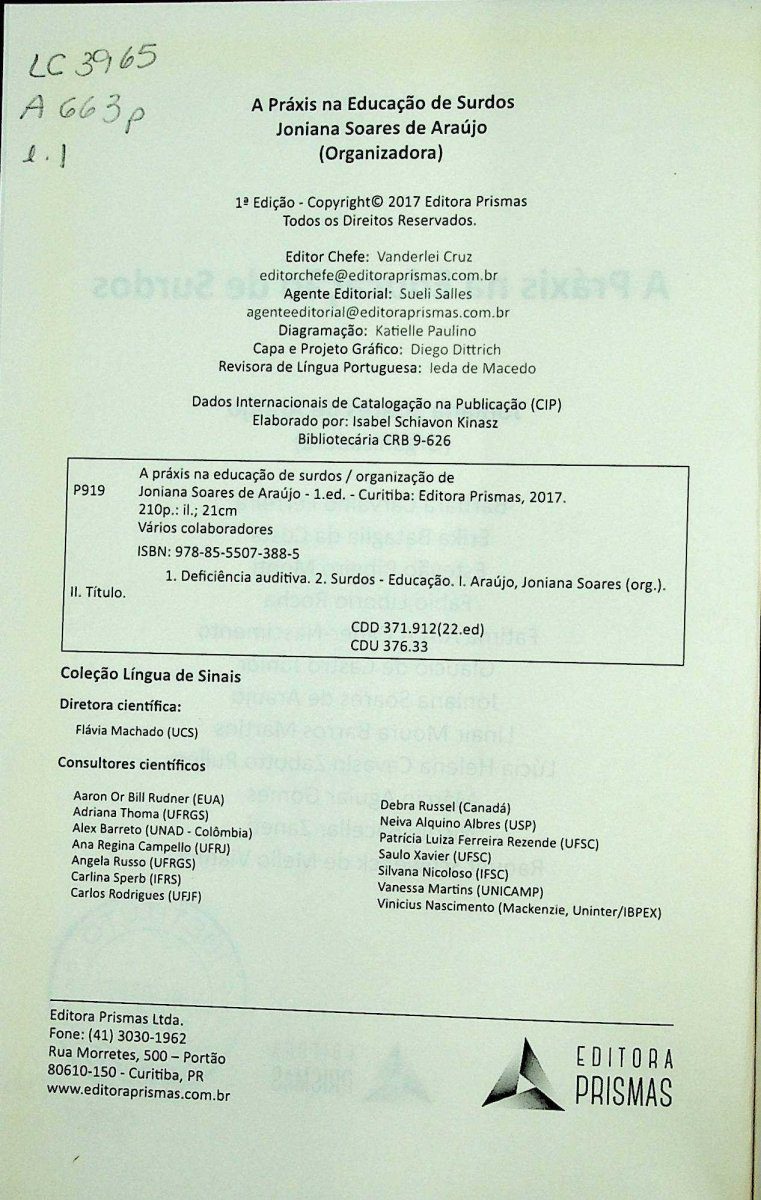 LC 3965
A 663p
e.1
A Práxis na Educação de Surdos
Joniana Soares de Araújo
(Organizadora)
1ª Edição - Copyright© 2017 Editora Prismas
Todos os Direitos Reservados.
Editor Chefe: Vanderlei Cruz
editorchefe@editoraprismas.com.br
Agente Editorial: Sueli Salles
agenteeditorial@editoraprismas.com.br
Diagramação: Katielle Paulino
Capa e Projeto Gráfico: Diego Dittrich
Revisora de Língua Portuguesa: Ieda de Macedo
Dados Internacionais de Catalogação na Publicação (CIP)
Elaborado por: Isabel Schiavon Kinasz
Bibliotecária CRB 9-626
A práxis na educação de surdos / organização de
P919 Joniana Soares de Araújo - 1.ed. - Curitiba: Editora Prismas, 2017.
210p.: il.; 21cm
Vários colaboradores
ISBN: 978-85-5507-388-5
1. Deficiência auditiva. 2. Surdos - Educação. I. Araújo, Joniana Soares (org.).
II. Título.
CDD 371.912(22.ed)
CDU 376.33
Coleção Língua de Sinais
Diretora científica:
Flávia Machado (UCS)
Consultores científicos
Aaron Or Bill Rudner (EUA)
Adriana Thoma (UFRGS)
Alex Barreto (UNAD - Colômbia)
Ana Regina Campello (UFRJ)
Angela Russo (UFRGS)
Carlina Sperb (IFRS)
Carlos Rodrigues (UFJF)
Debra Russel (Canadá)
Neiva Alquino Albres (USP)
Patrícia Luiza Ferreira Rezende (UFSC)
Saulo Xavier (UFSC)
Silvana Nicoloso (IFSC)
Vanessa Martins (UNICAMP)
Vinicius Nascimento (Mackenzie, Uninter/IBPEX)
Editora Prismas Ltda.
Fone: (41) 3030-1962
Rua Morretes, 500 – Portão
80610-150 - Curitiba, PR
www.editoraprismas.com.br
EDITORA
PRISMAS